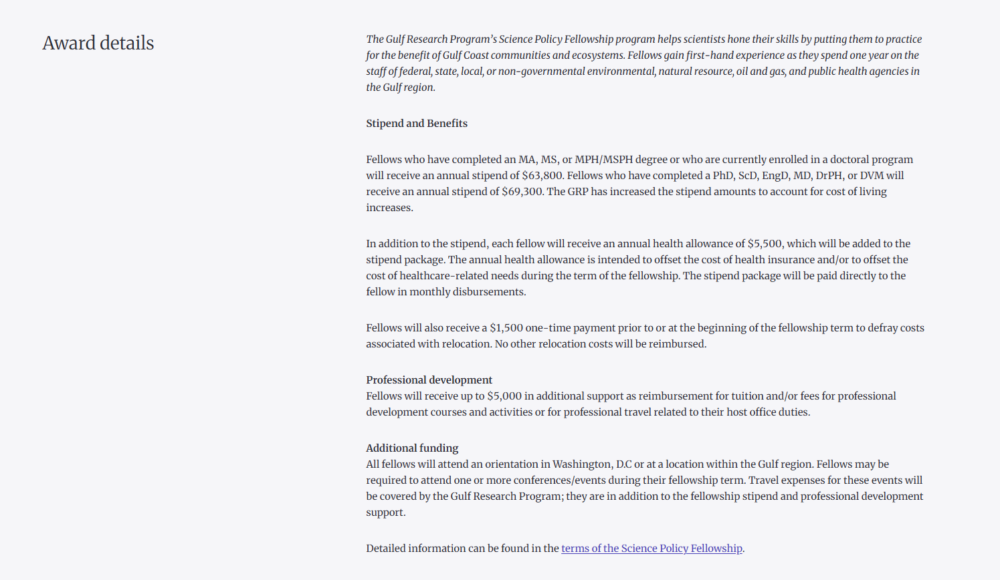 Award details
The Gulf Research Program’s Science Policy Fellowship program helps scientists hone their skills by putting them to practice
for the benefit of Gulf Coast communities and ecosystems. Fellows gain first-hand experience as they spend one year on the
staff of federal, state, local, or non-governmental environmental, natural resource, oil and gas, and public health agencies in
the Gulf region.
Stipend and Benefits
Fellows who have completed an MA, MS, or MPH/MSPH degree or who are currently enrolled in a doctoral program
will receive an annual stipend of $63,800. Fellows who have completed a PhD, ScD, EngD, MD, DrPH, or DVM will
receive an annual stipend of $69,300. The GRP has increased the stipend amounts to account for cost of living
increases.
In addition to the stipend, each fellow will receive an annual health allowance of $5,500, which will be added to the
stipend package. The annual health allowance is intended to offset the cost of health insurance and/or to offset the
cost of healthcare-related needs during the term of the fellowship. The stipend package will be paid directly to the
fellow in monthly disbursements.
Fellows will also receive a $1,500 one-time payment prior to or at the beginning of the fellowship term to defray costs
associated with relocation. No other relocation costs will be reimbursed.
Professional development
Fellows will receive up to $5,000 in additional support as reimbursement for tuition and/or fees for professional
development courses and activities or for professional travel related to their host office duties.
Additional funding
All fellows will attend an orientation in Washington, D.C or at a location within the Gulf region. Fellows may be
required to attend one or more conferences/events during their fellowship term. Travel expenses for these events will
be covered by the Gulf Research Program; they are in addition to the fellowship stipend and professional development
support.
Detailed information can be found in the terms of the Science Policy Fellowship.